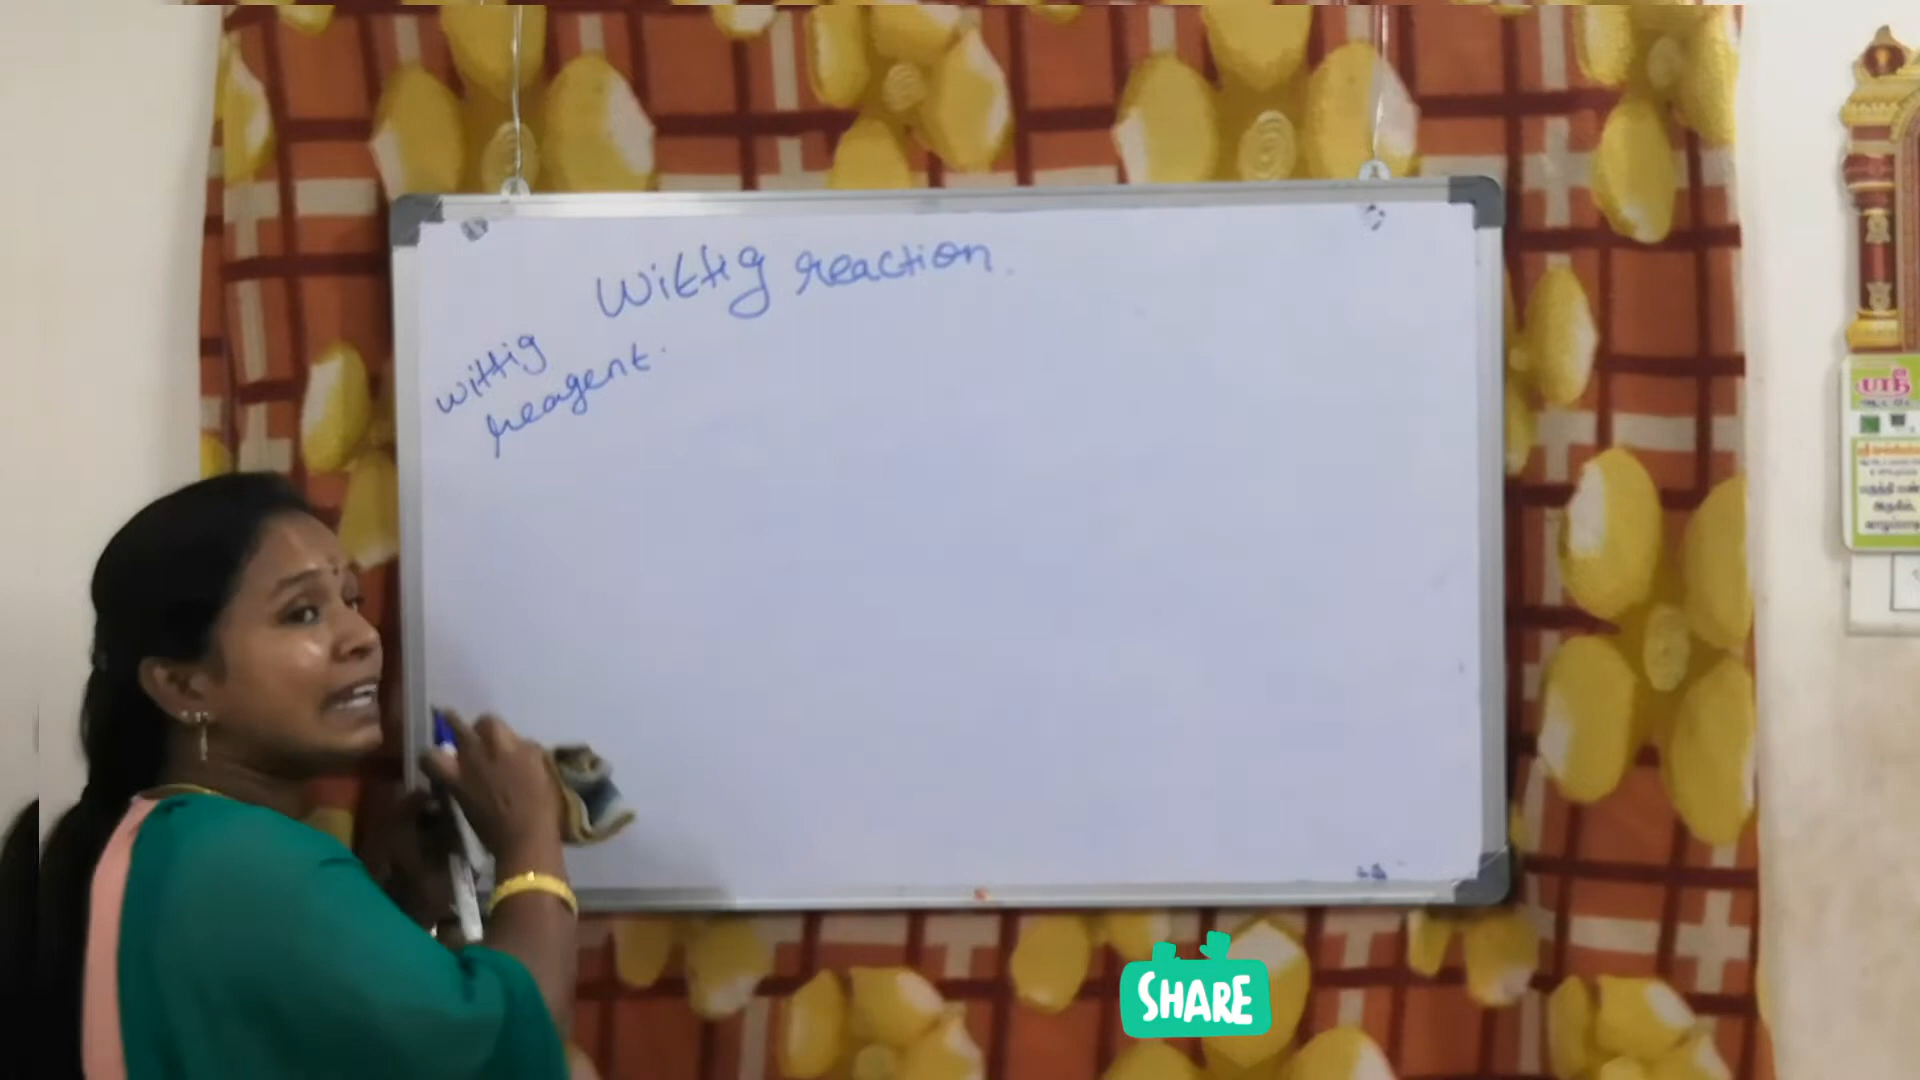 Wittig reaction.
wittig
reagent.
பாரீ
SHARE